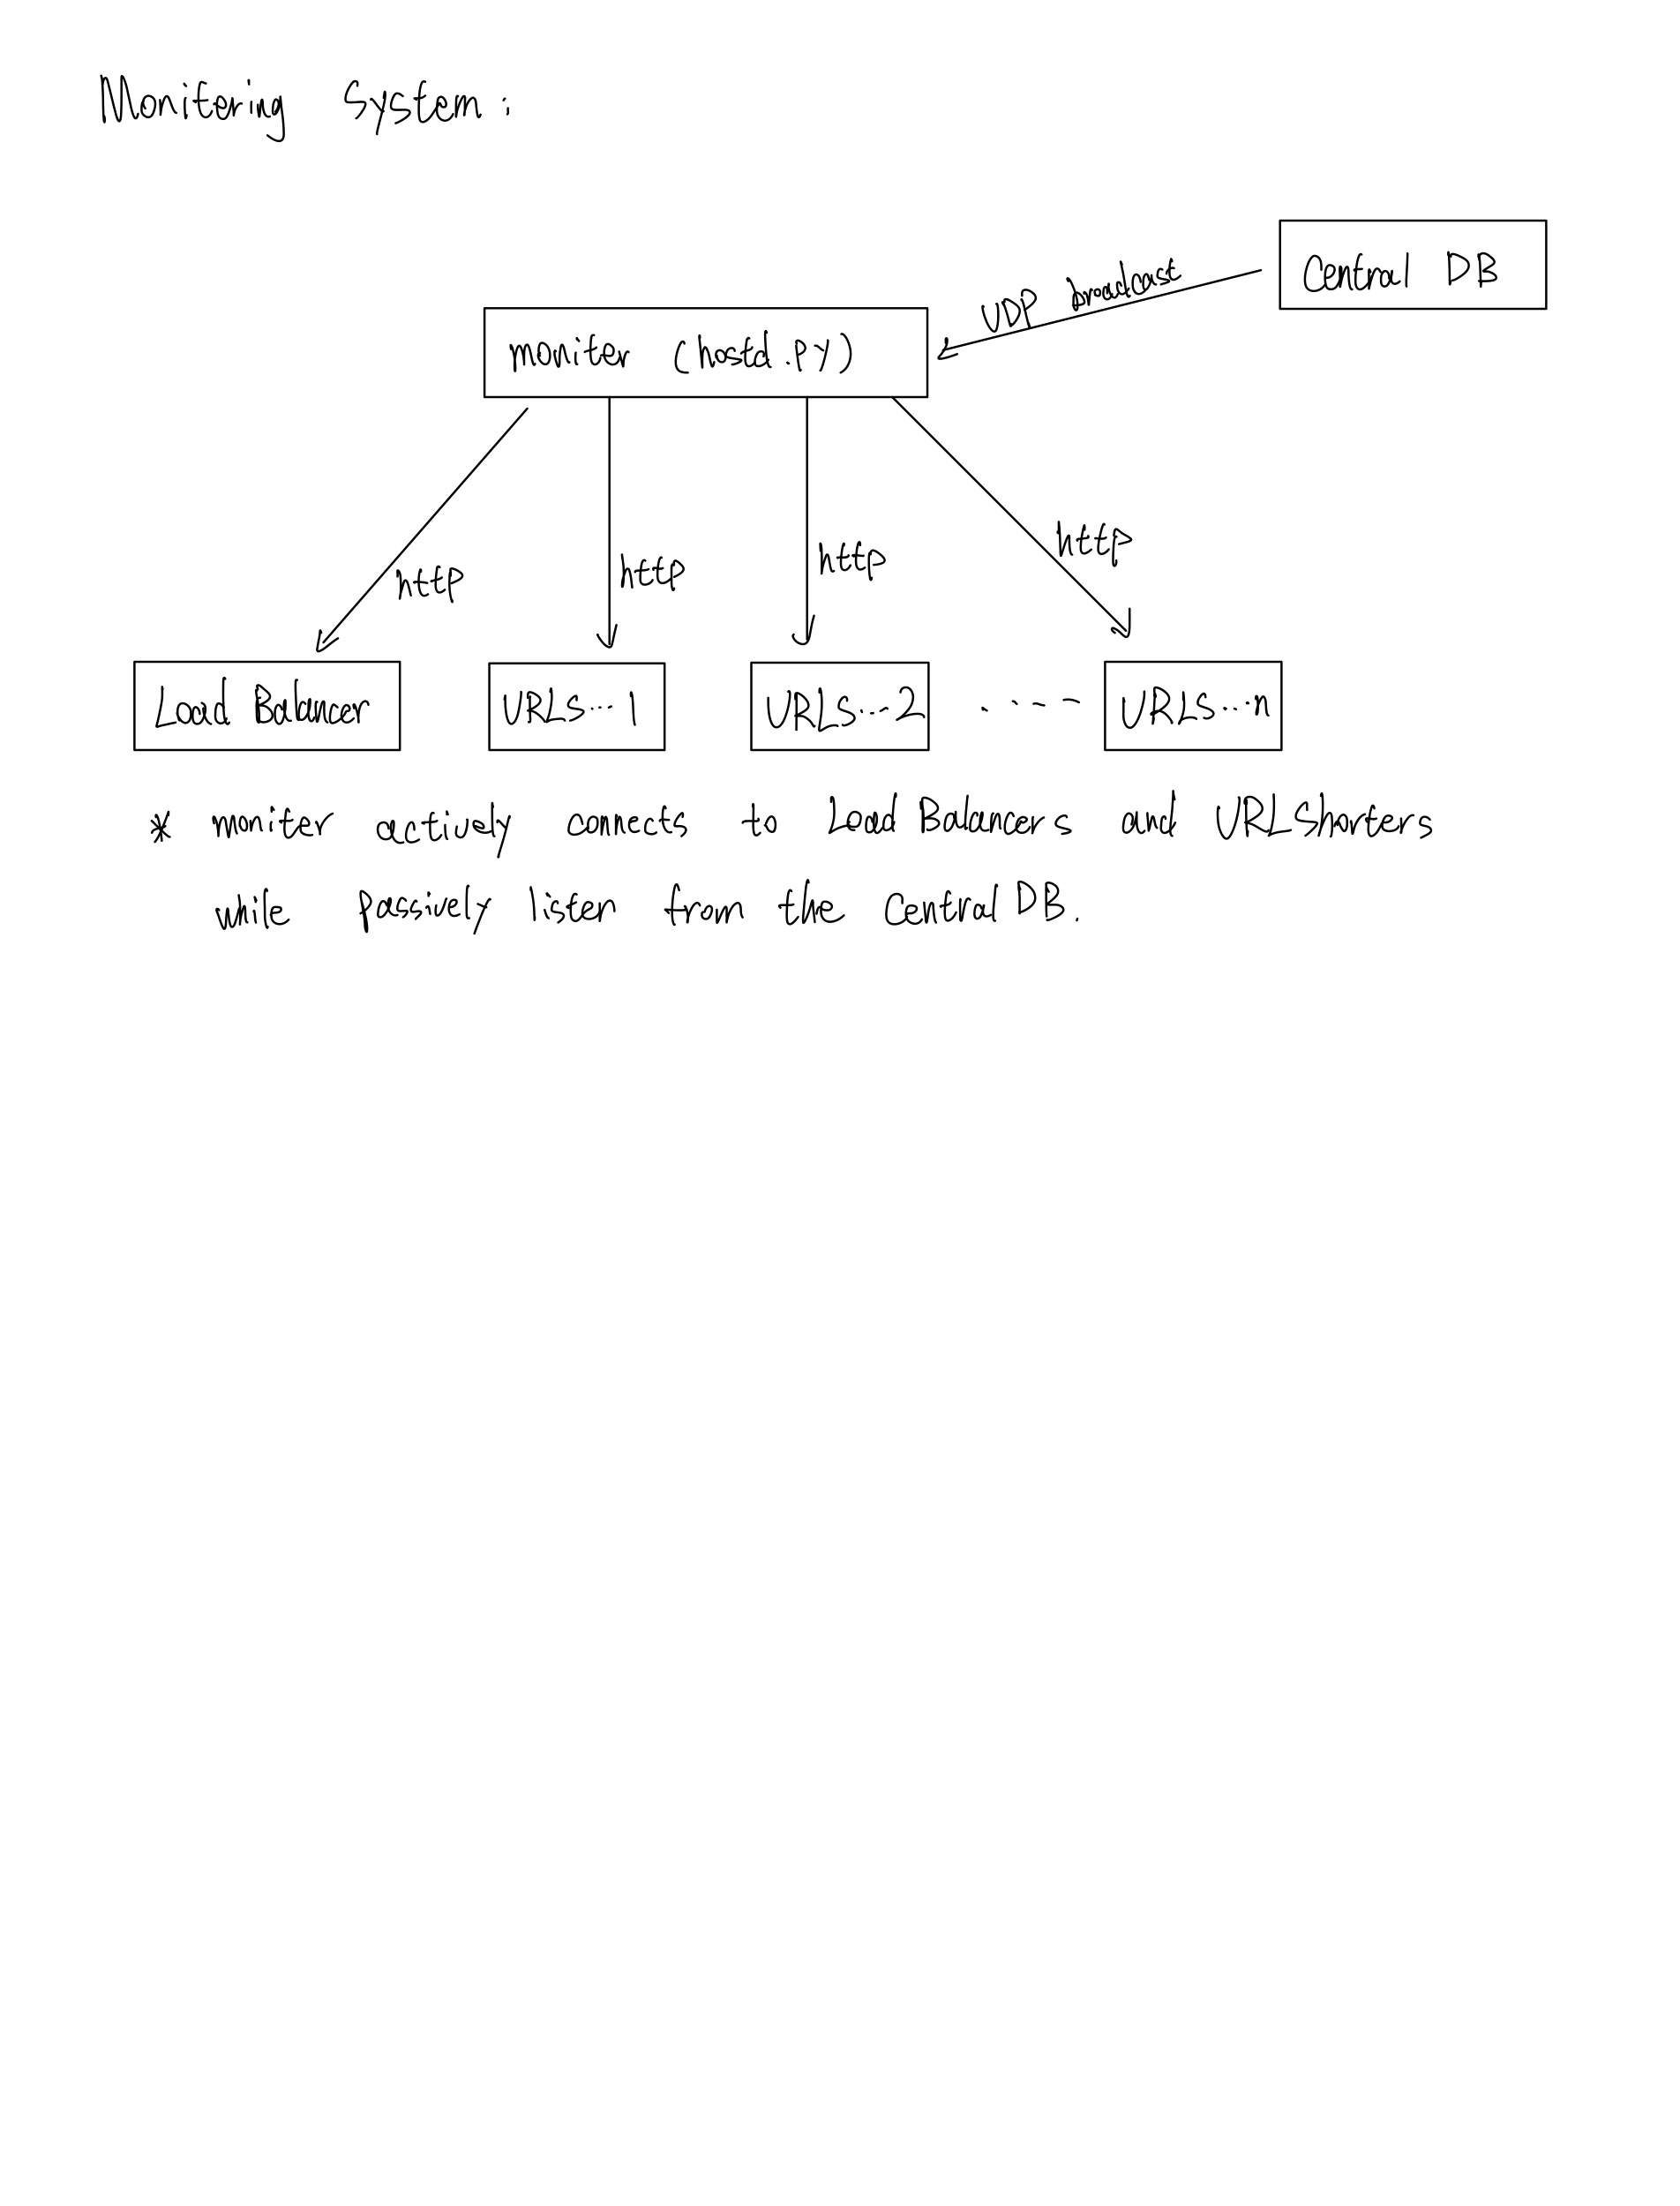 Monitering System:
Central DB
UDP broadcast
moniter (hostd.py)
http
http
http
http
Load Balancer
URLS...1
URLS...2
....
URLS...n
* moniter actively connects to Load Balancers and URLShorters
while passively listen from the Central DB.